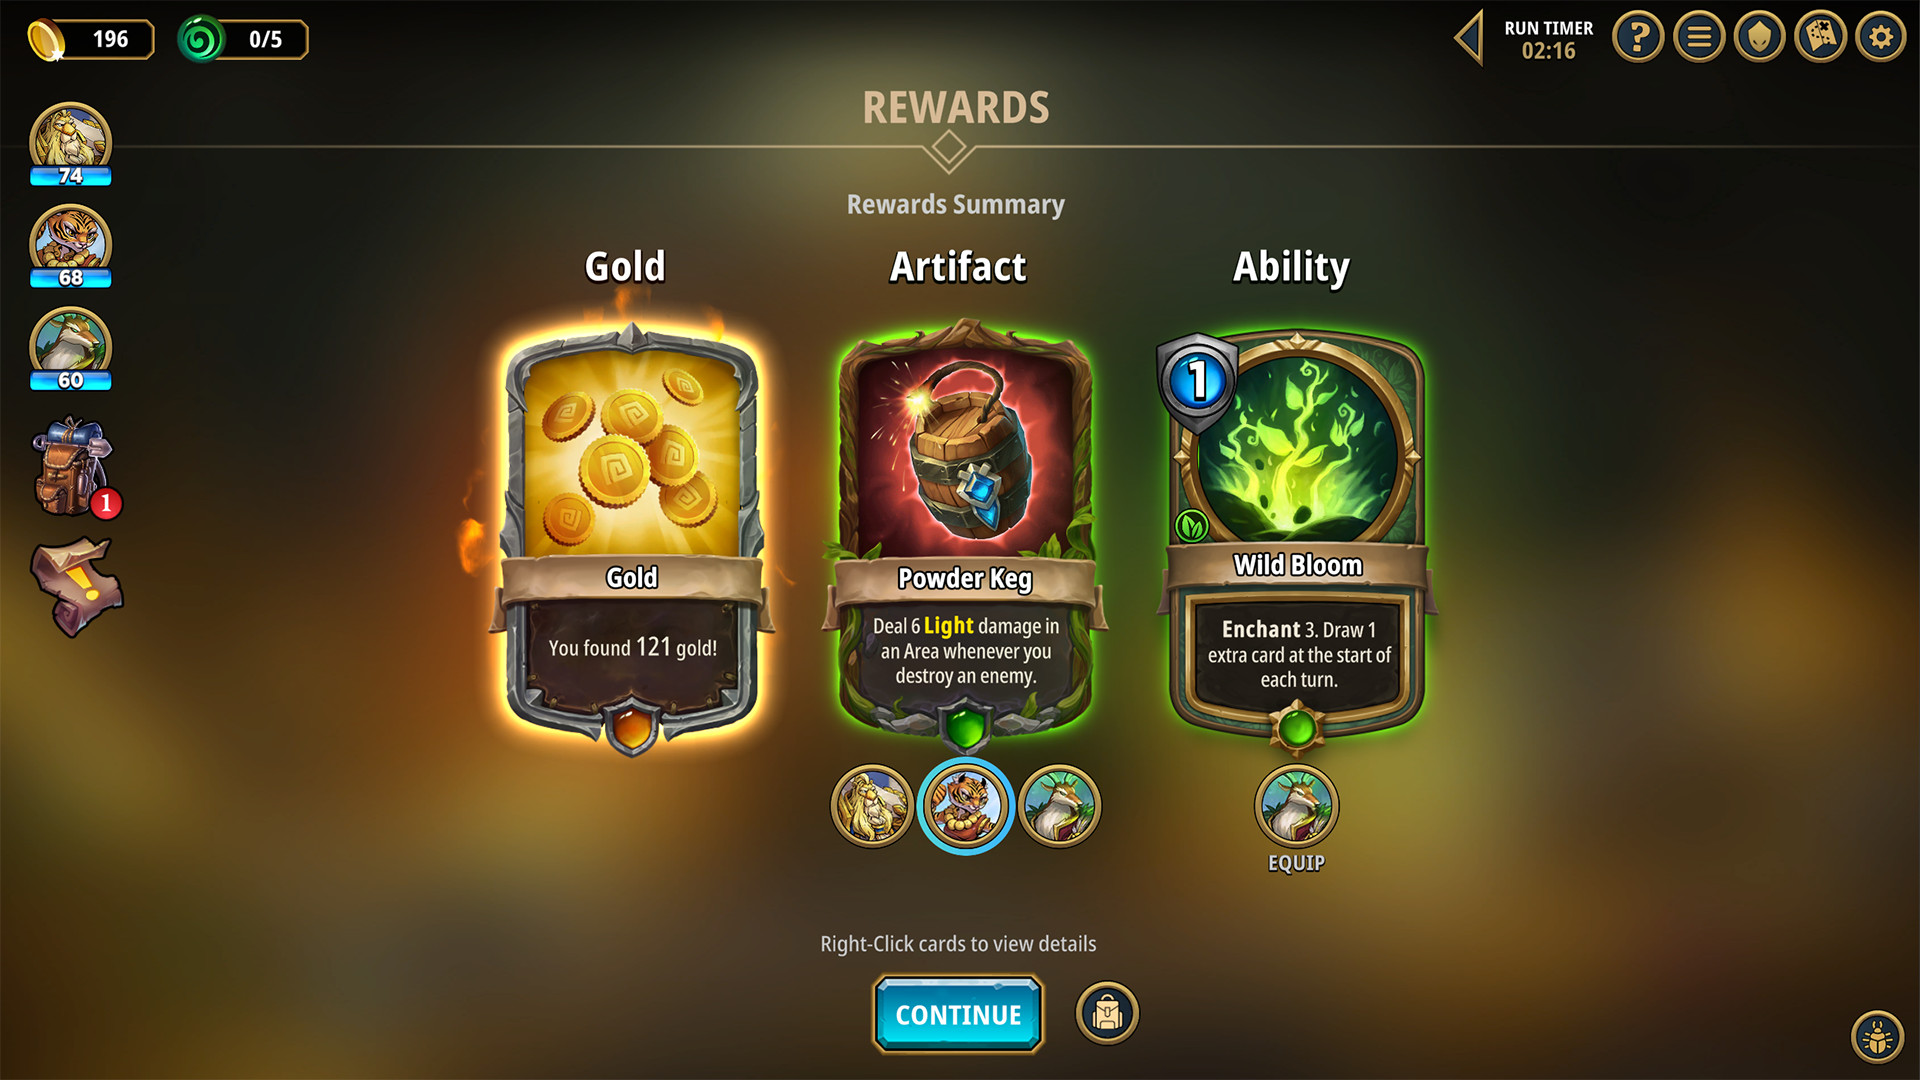 196
0/5
RUN TIMER
02:16
?
REWARDS
Rewards Summary
74
68
60
1
Gold
Gold
You found 121 gold!
Artifact
Powder Keg
Deal 6 Light damage in
an Area whenever you
destroy an enemy.
Ability
1
Wild Bloom
Enchant 3. Draw 1
extra card at the start of
each turn.
EQUIP
Right-Click cards to view details
CONTINUE